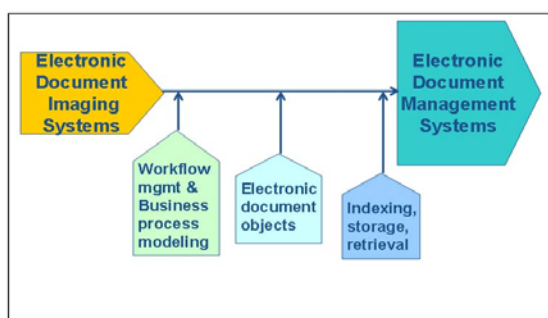 Electronic
Document
Imaging
Systems
Electronic
Document
Management
Systems
Workflow
mgmt &
Business
process
modeling
Electronic
document
objects
Indexing,
storage,
retrieval